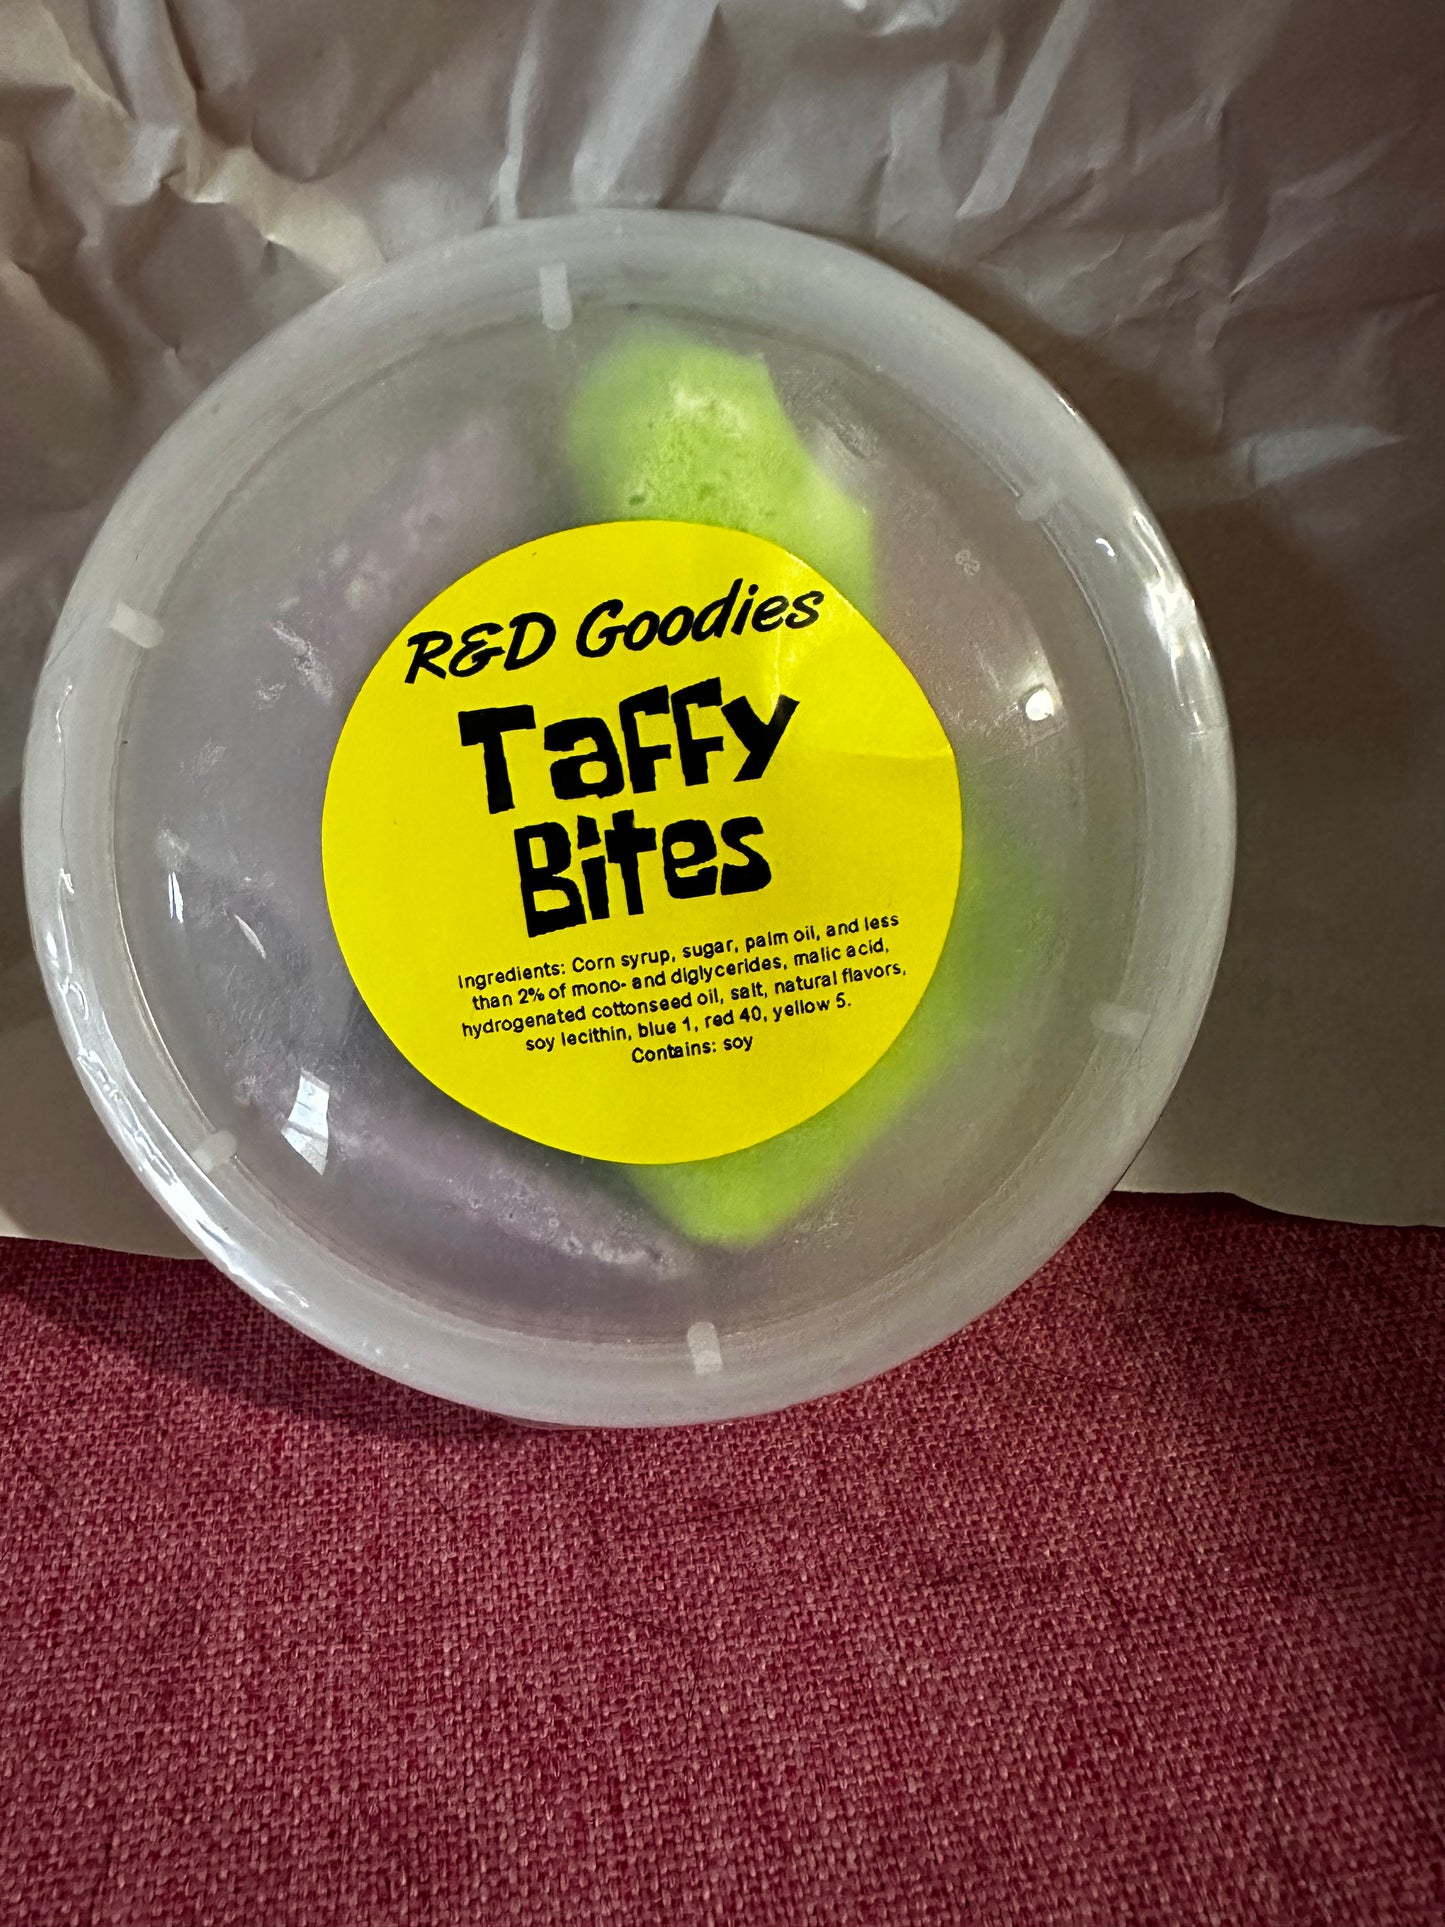 R&D Goodies
Taffy
Bites
Ingredients: Corn syrup, sugar, palm oil, and less
than 2% of mono- and diglycerides, malic acid,
hydrogenated cottonseed oil, salt, natural flavors,
soy lecithin, blue 1, red 40, yellow 5.
Contains: soy